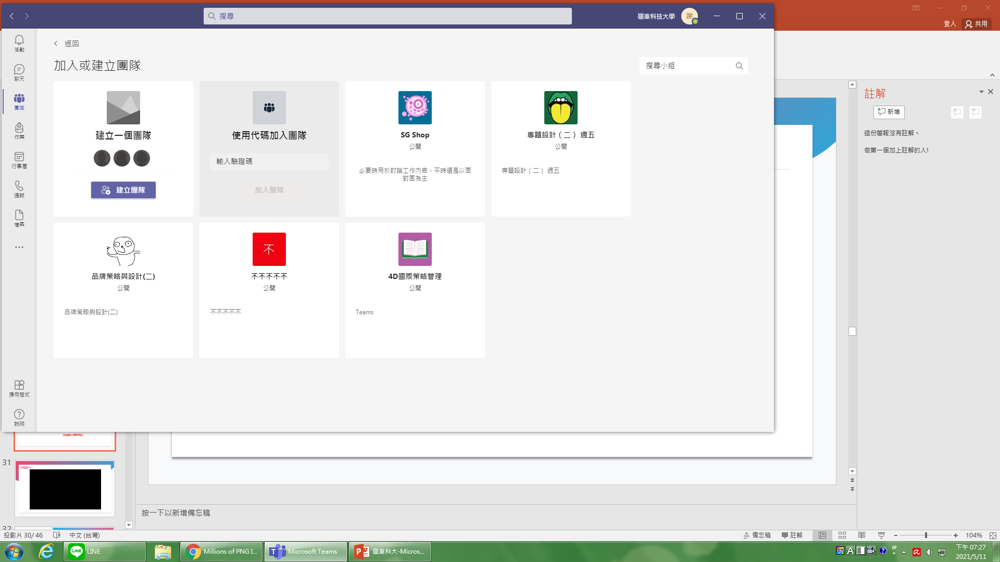 搜尋
嶺東科技大學
謝
登入
共用
活動
聊天
團隊
作業
行事曆
通話
檔案
應用程式
說明
返回
加入或建立團隊
搜尋小組
建立一個團隊
建立團隊
使用代碼加入團隊
輸入驗證碼
加入團隊
SG Shop
公開
必要時用於討論工作內容，平時還是以面
對面為主
專題設計（二） 週五
公開
專題設計（二） 週五
品牌策略與設計(二)
公開
品牌策略與設計(二)
不
不不不不不
公開
不不不不不
4D國際策略管理
公開
Teams
註解
新增
這份簡報沒有註解。
做第一個加上註解的人!
31
32
按一下以新增備忘稿
投影片 30/ 46
中文 (台灣)
備忘稿
註解
104%
LINE
LINE
Millions of PNG I...
Microsoft Teams
嶺東科大-Micros...
下午 07:27
2021/5/11